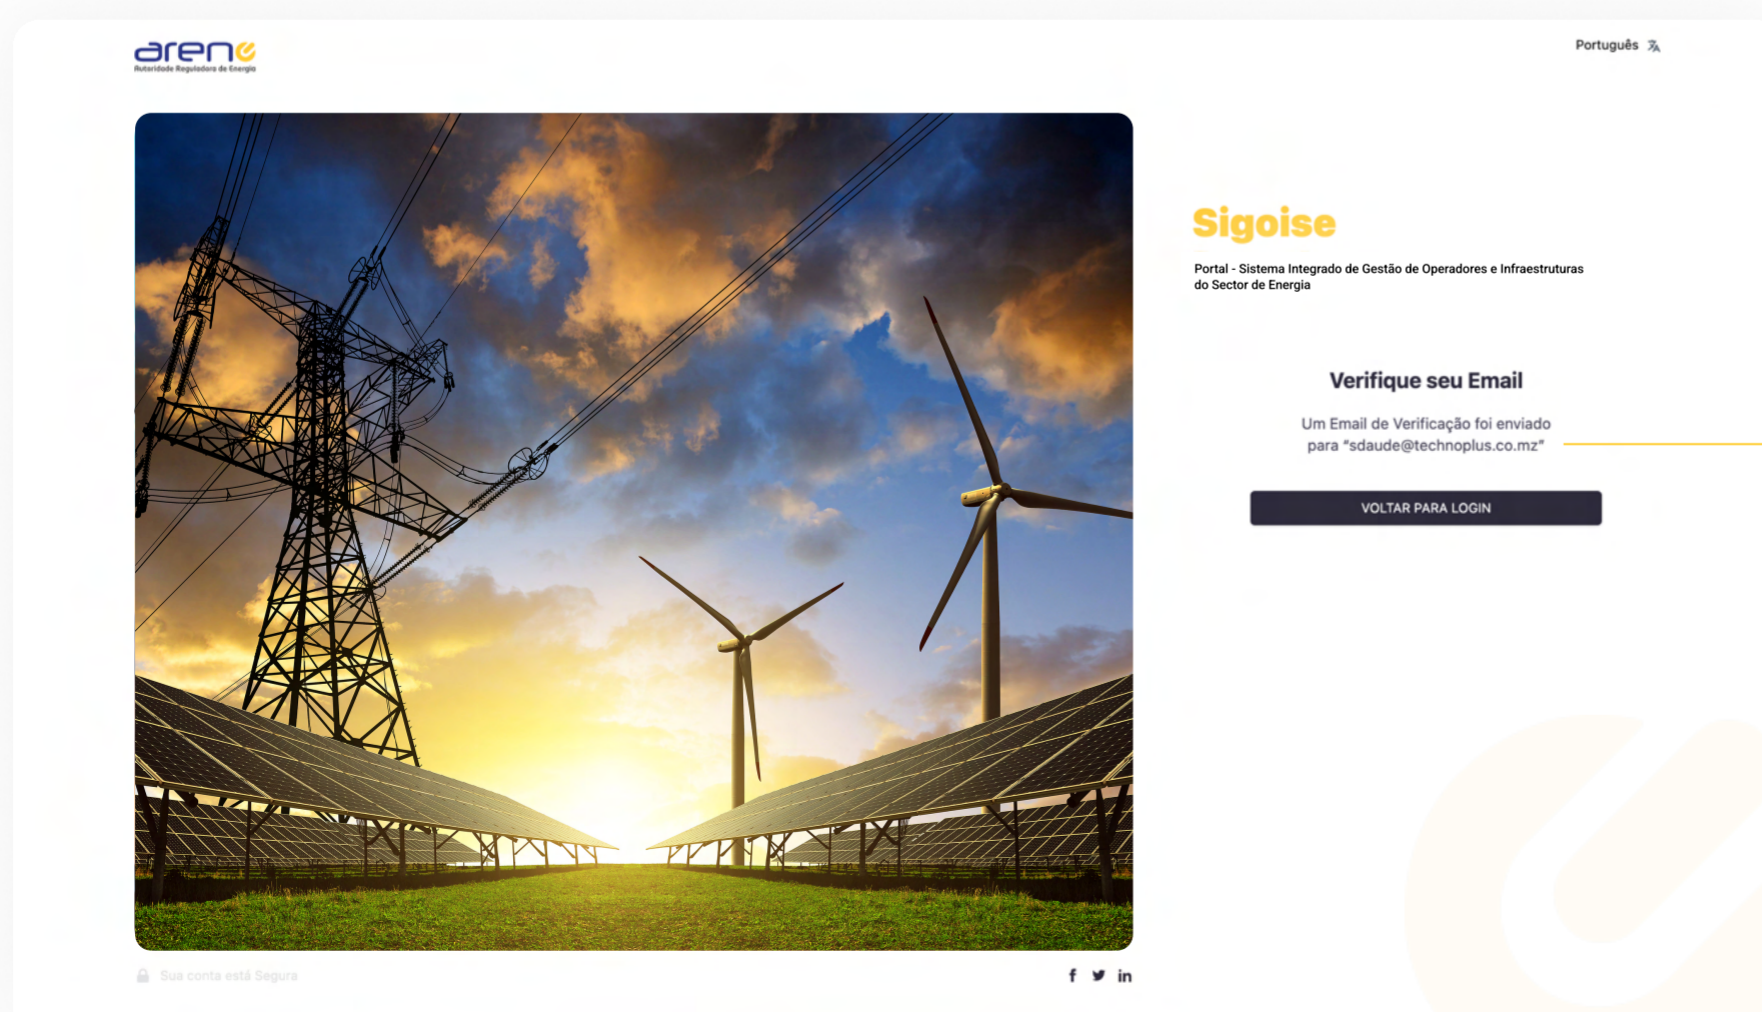 arene
Autoridade Reguladora de Energia
Português
Sigoise
Portal - Sistema Integrado de Gestão de Operadores e Infraestruturas
do Sector de Energia
Verifique seu Email
Um Email de Verificação foi enviado
para “sdaude@technoplus.co.mz”
VOLTAR PARA LOGIN
Sua conta está Segura